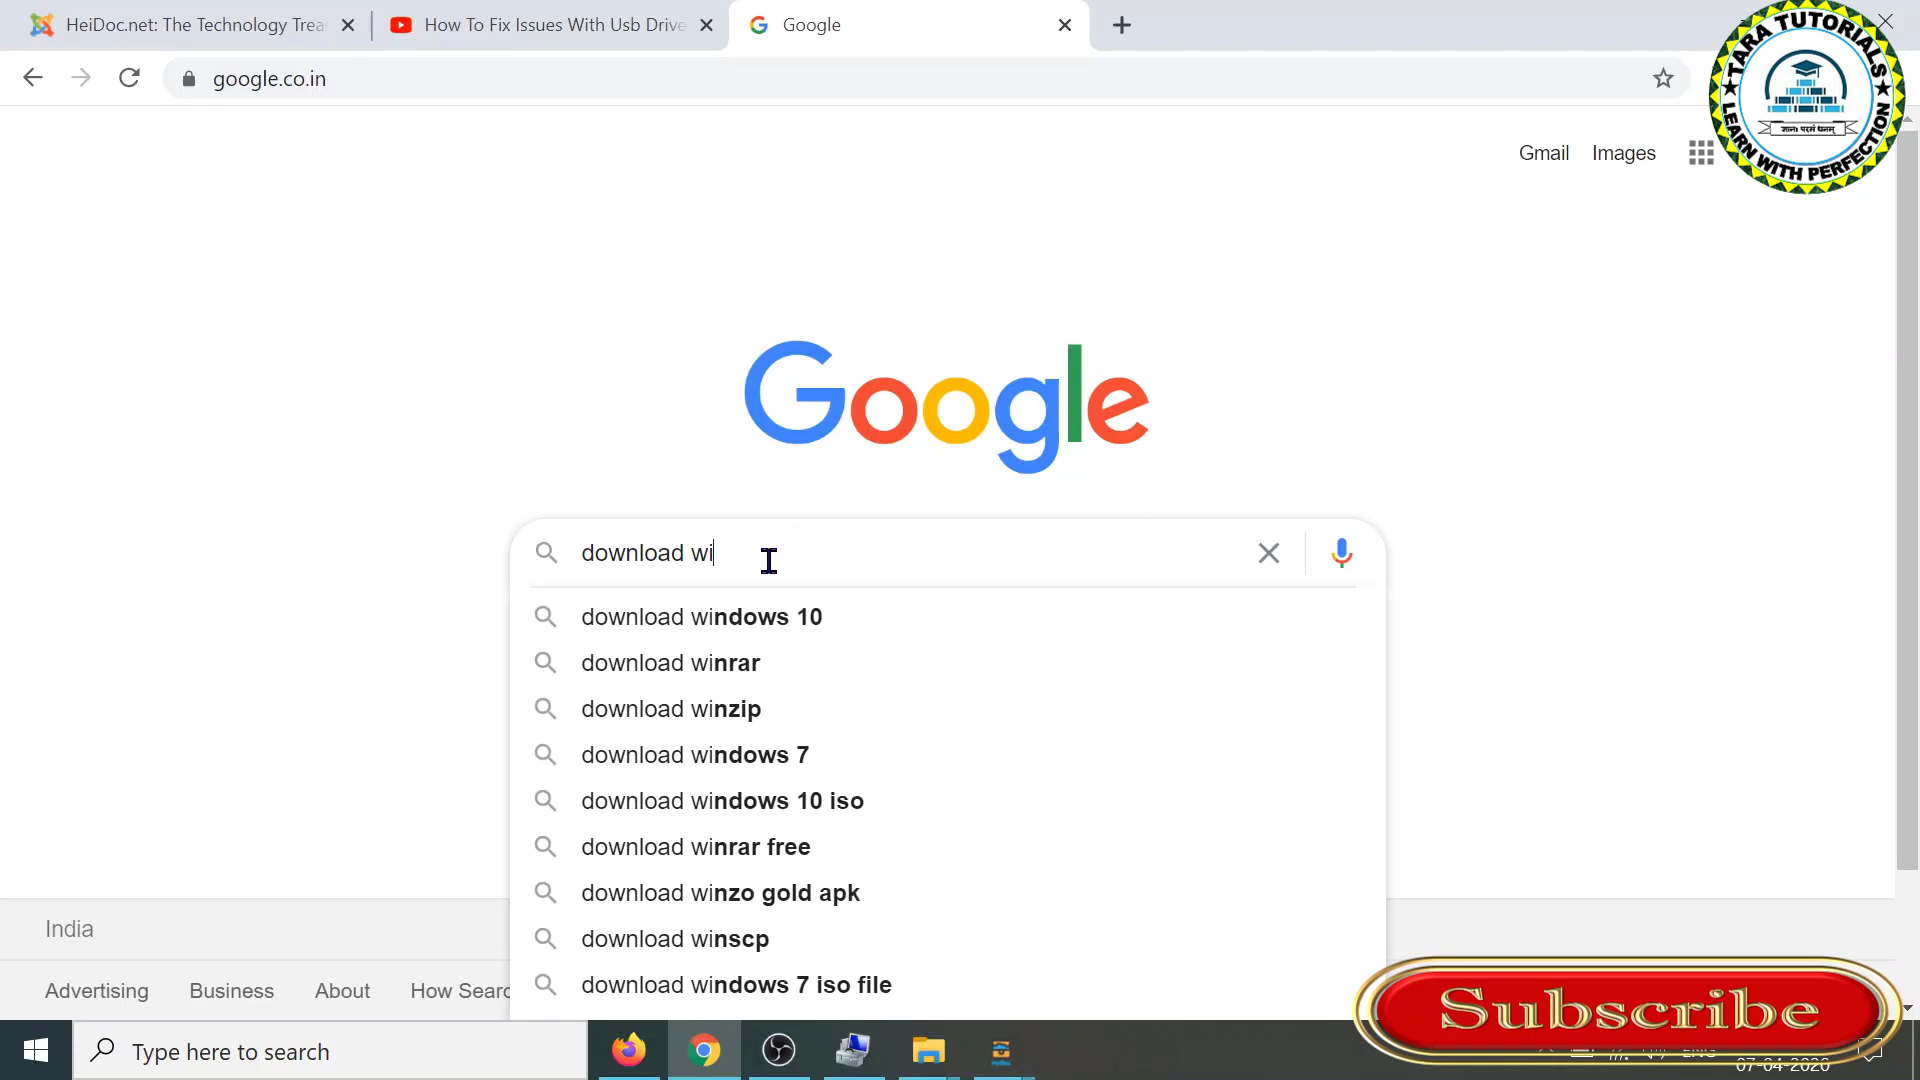 HeiDoc.net: The Technology Trea
How To Fix Issues With Usb Drive
Google
google.co.in
TARA TUTORIALS
ज्ञानः परमं धनम्
LEARN WITH PERFECTION
Gmail Images
Google
download wi
download windows 10
download winrar
download winzip
download windows 7
download windows 10 iso
download winrar free
download winzo gold apk
download winscp
download windows 7 iso file
India
Advertising Business About How Searc
Subscribe
Type here to search